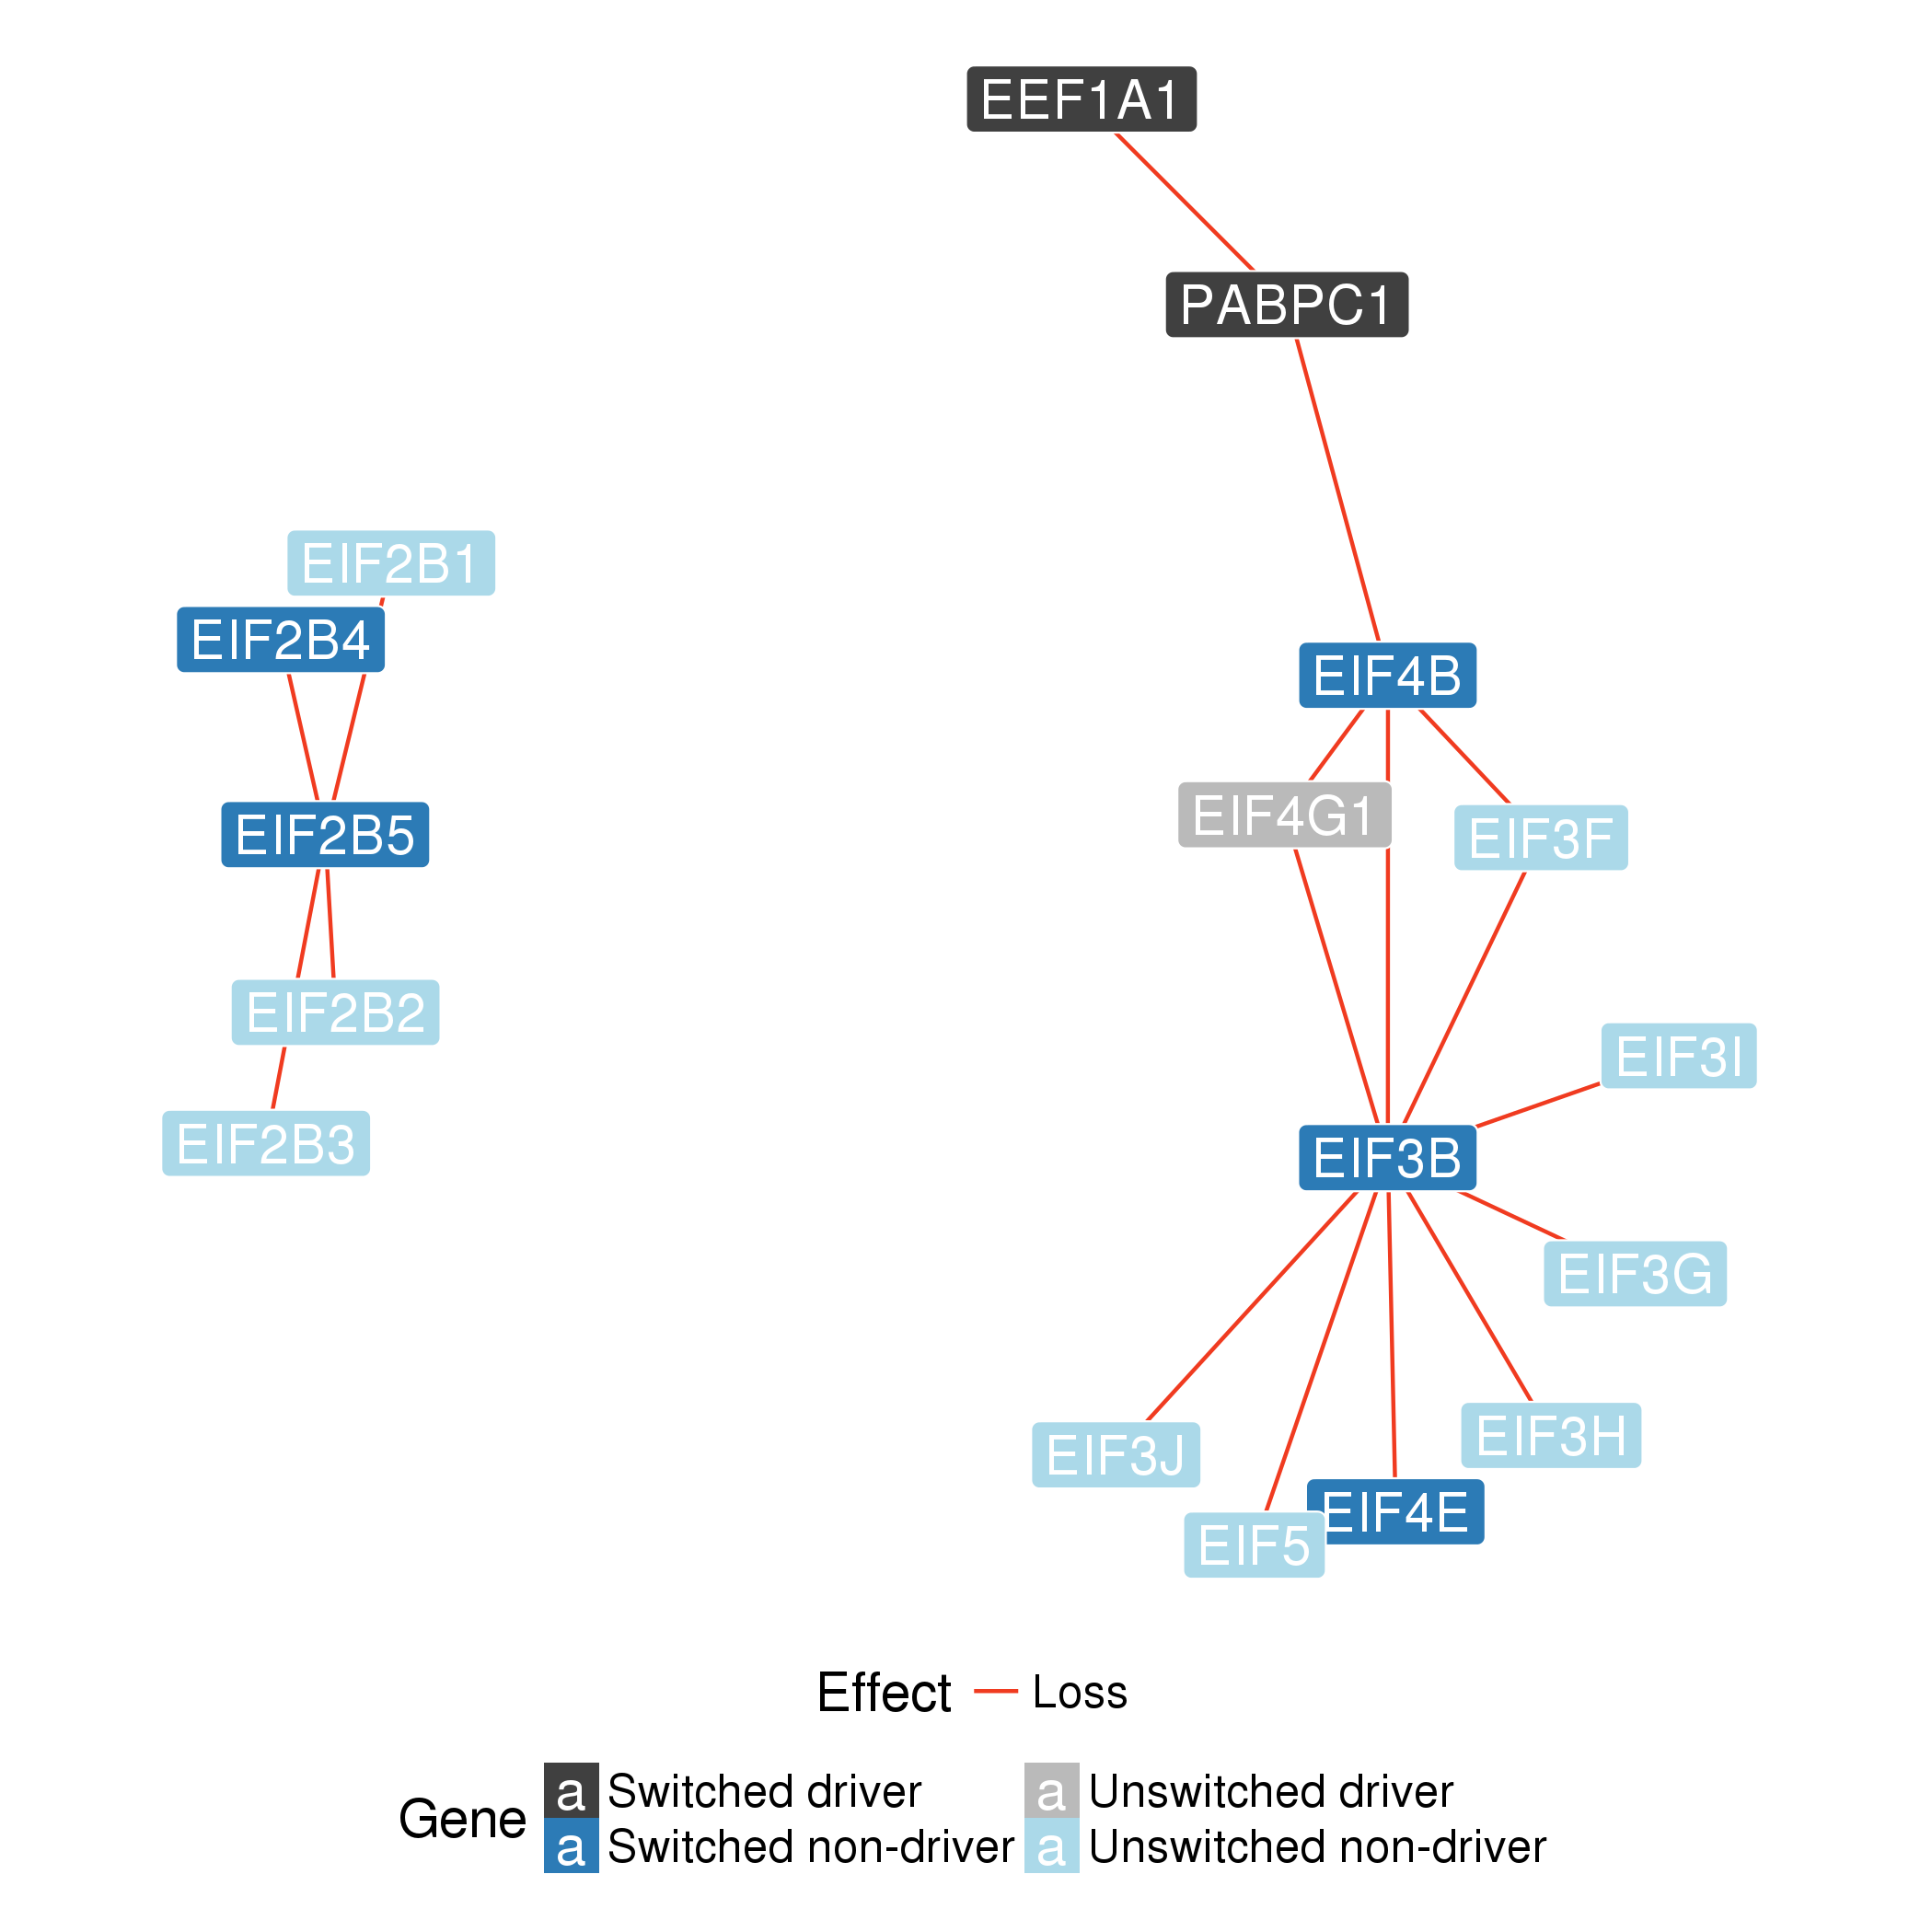 EEF1A1
PABPC1
EIF2B1
EIF2B4
EIF4B
EIF4G1
EIF2B5
EIF3F
EIF2B2
EIF3I
EIF2B3
EIF3B
EIF3G
EIF3H
EIF3J
EIF4E
EIF5
Effect Loss
Gene
a Switched driver a Unswitched driver
a Switched non-driver a Unswitched non-driver